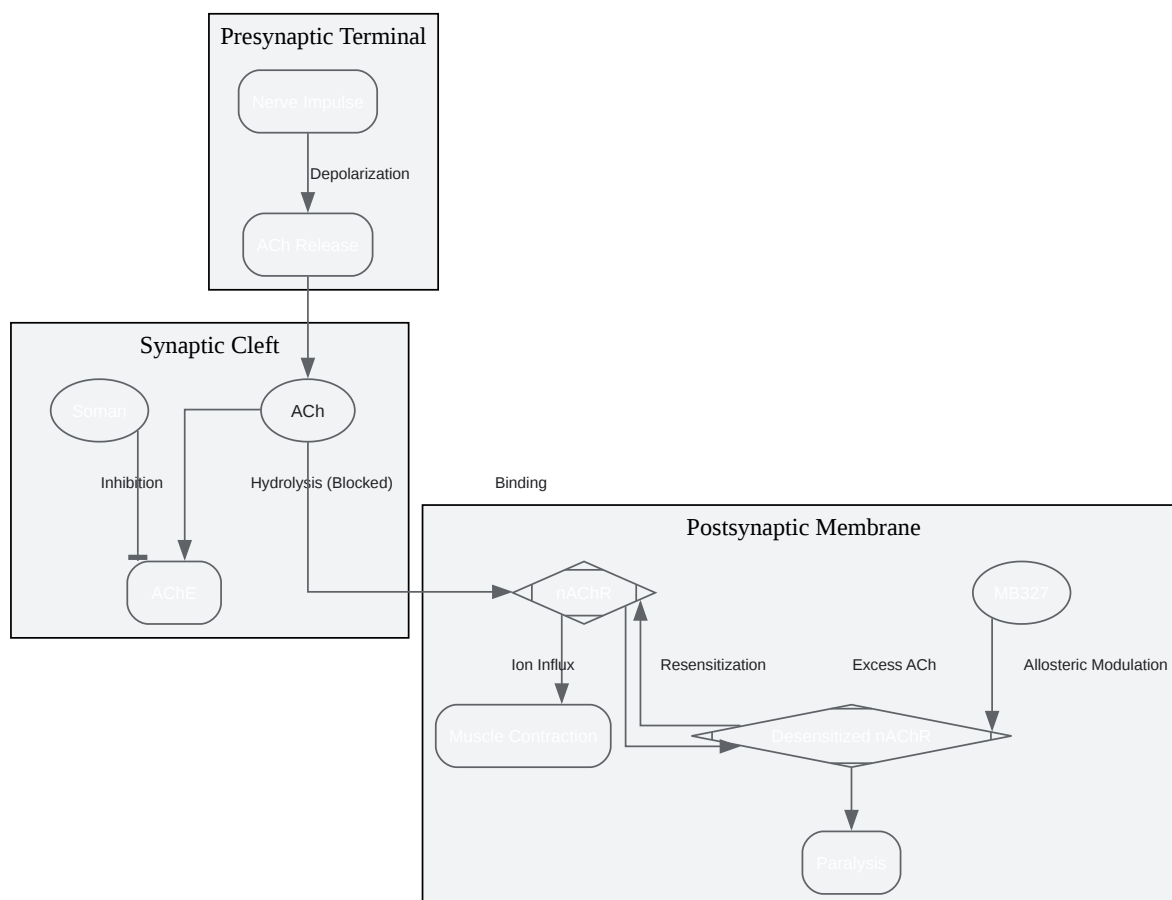 Presynaptic Terminal
Nerve Impulse
Depolarization
ACh Release
Synaptic Cleft
Soman
ACh
Inhibition
Hydrolysis (Blocked)
Binding
AChE
Postsynaptic Membrane
nAChR
MB327
Ion Influx
Resensitization
Excess ACh
Allosteric Modulation
Muscle Contraction
Desensitized nAChR
Paralysis